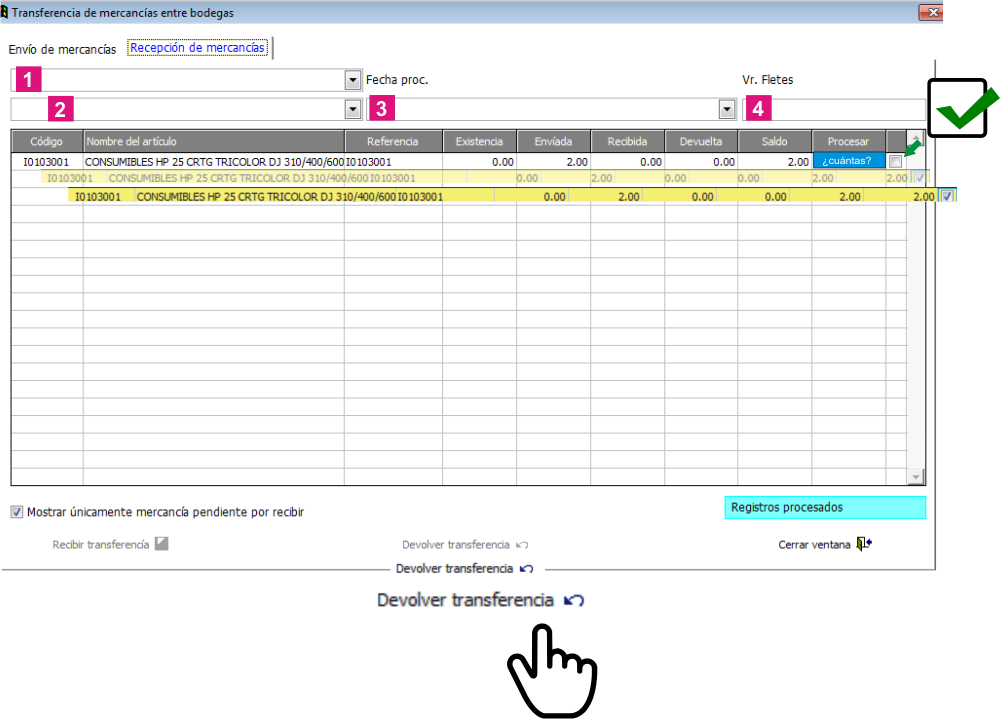 Transferencia de mercancías entre bodegas
Envío de mercancías Recepción de mercancías
1 Fecha proc. Vr. Fletes
2 3 4
Código Nombre del artículo Referencia Existencia Envíada Recibida Devuelta Saldo Procesar
I0103001 CONSUMIBLES HP 25 CRTG TRICOLOR DJ 310/400/600 I0103001 0.00 2.00 0.00 0.00 2.00 ¿cuántas?
I0103001 CONSUMIBLES HP 25 CRTG TRICOLOR DJ 310/400/600 I0103001 0.00 2.00 0.00 0.00 2.00 2.00
I0103001 CONSUMIBLES HP 25 CRTG TRICOLOR DJ 310/400/600 I0103001 0.00 2.00 0.00 0.00 2.00 2.00
Mostrar únicamente mercancía pendiente por recibir Registros procesados
Recibir transferencía Devolver transferencia Cerrar ventana
Devolver transferencia
Devolver transferencia